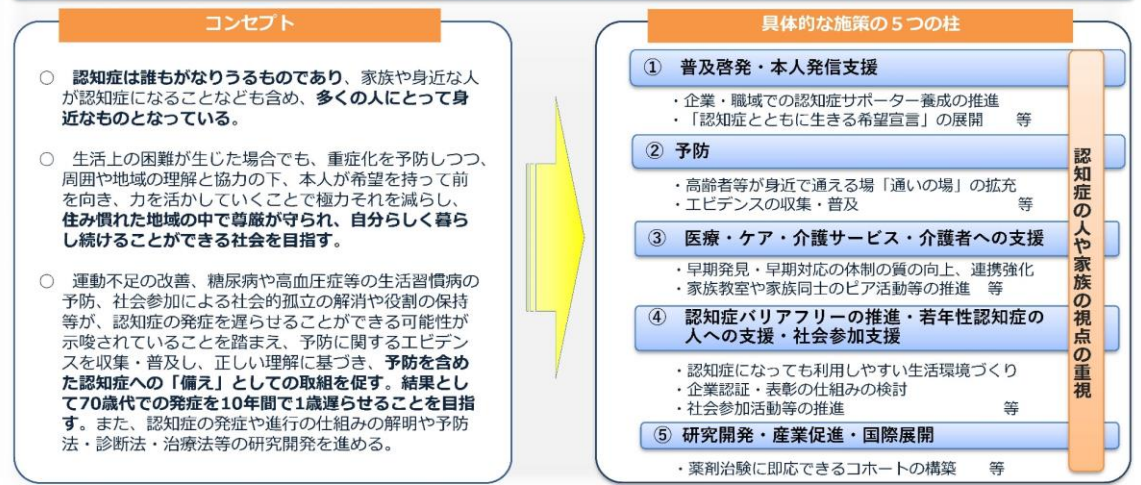 コンセプト
○ 認知症は誰もがなりうるものであり、家族や身近な人
が認知症になることなども含め、多くの人にとって身
近なものとなっている。
○ 生活上の困難が生じた場合でも、重症化を予防しつつ、
周囲や地域の理解と協力の下、本人が希望を持って前
を向き、力を活かしていくことで極力それを減らし、
住み慣れた地域の中で尊厳が守られ、自分らしく暮ら
し続けることができる社会を目指す。
○ 運動不足の改善、糖尿病や高血圧症等の生活習慣病の
予防、社会参加による社会的孤立の解消や役割の保持
等が、認知症の発症を遅らせることができる可能性が
示唆されていることを踏まえ、予防に関するエビデン
スを収集・普及し、正しい理解に基づき、予防を含め
た認知症への「備え」としての取組を促す。結果とし
て70歳代での発症を10年間で1歳遅らせることを目指
す。また、認知症の発症や進行の仕組みの解明や予防
法・診断法・治療法等の研究開発を進める。
具体的な施策の５つの柱
① 普及啓発・本人発信支援
・企業・職域での認知症サポーター養成の推進
・「認知症とともに生きる希望宣言」の展開 等
② 予防
・高齢者等が身近で通える場「通いの場」の拡充
・エビデンスの収集・普及 等
③ 医療・ケア・介護サービス・介護者への支援
・早期発見・早期対応の体制の質の向上、連携強化
・家族教室や家族同士のピア活動等の推進 等
④ 認知症バリアフリーの推進・若年性認知症の
人への支援・社会参加支援
・認知症になっても利用しやすい生活環境づくり
・企業認証・表彰の仕組みの検討
・社会参加活動等の推進 等
⑤ 研究開発・産業促進・国際展開
・薬剤治験に即応できるコホートの構築 等
認知症の人や家族の視点の重視